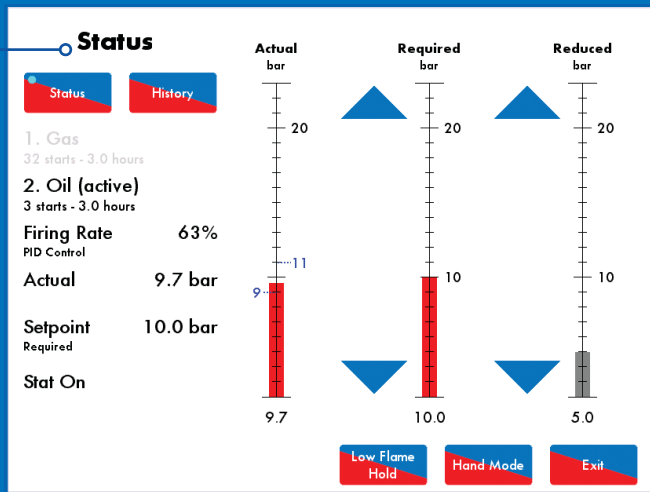 Status
Status
History
1. Gas
32 starts - 3.0 hours
2. Oil (active)
3 starts - 3.0 hours
Firing Rate 63%
PID Control
Actual 9.7 bar
Setpoint 10.0 bar
Required
Stat On
Actual
bar
20
11
9
9.7
Required
bar
20
10
10.0
Reduced
bar
20
10
5.0
Low Flame
Hold
Hand Mode
Exit